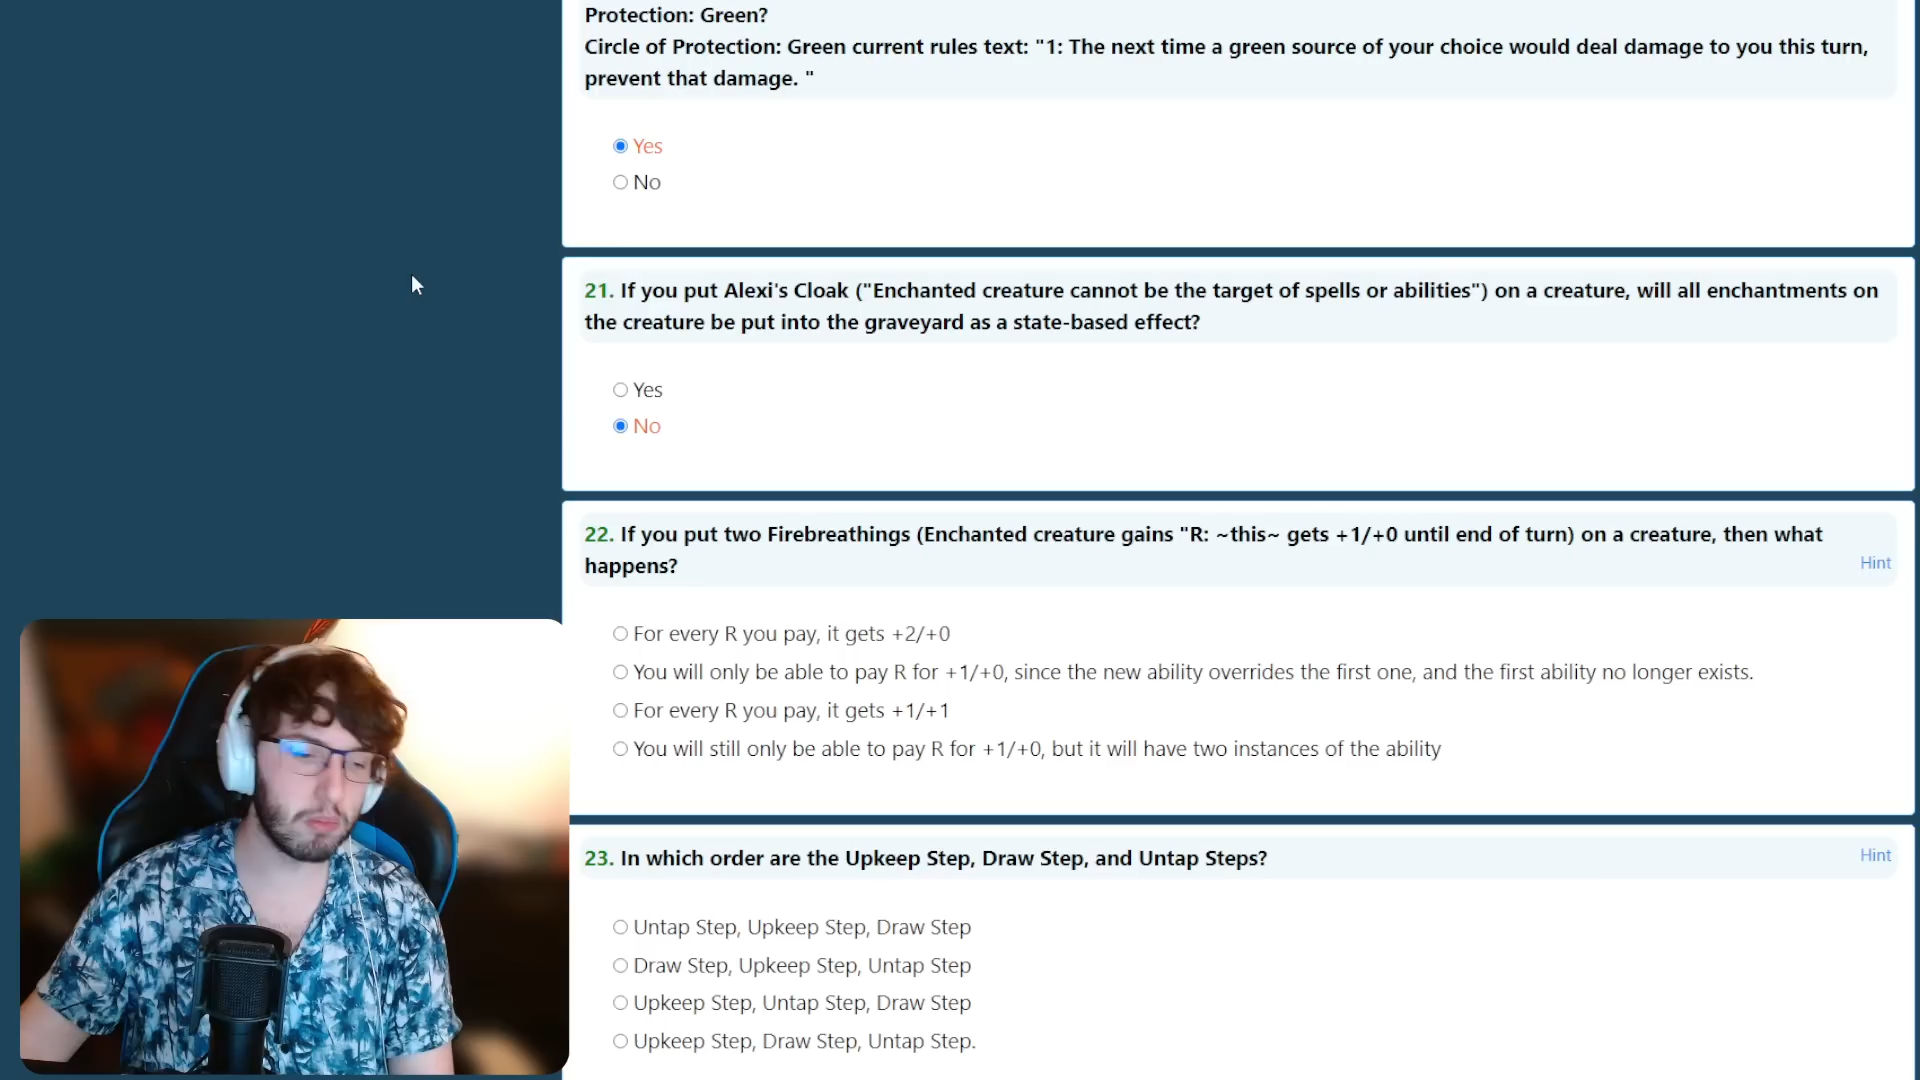 Protection: Green?
Circle of Protection: Green current rules text: "1: The next time a green source of your choice would deal damage to you this turn,
prevent that damage. "
Yes
No
21. If you put Alexi's Cloak ("Enchanted creature cannot be the target of spells or abilities") on a creature, will all enchantments on
the creature be put into the graveyard as a state-based effect?
Yes
No
22. If you put two Firebreathings (Enchanted creature gains "R: ~this~ gets +1/+0 until end of turn) on a creature, then what
happens?
Hint
For every R you pay, it gets +2/+0
You will only be able to pay R for +1/+0, since the new ability overrides the first one, and the first ability no longer exists.
For every R you pay, it gets +1/+1
You will still only be able to pay R for +1/+0, but it will have two instances of the ability
23. In which order are the Upkeep Step, Draw Step, and Untap Steps?
Hint
Untap Step, Upkeep Step, Draw Step
Draw Step, Upkeep Step, Untap Step
Upkeep Step, Untap Step, Draw Step
Upkeep Step, Draw Step, Untap Step.